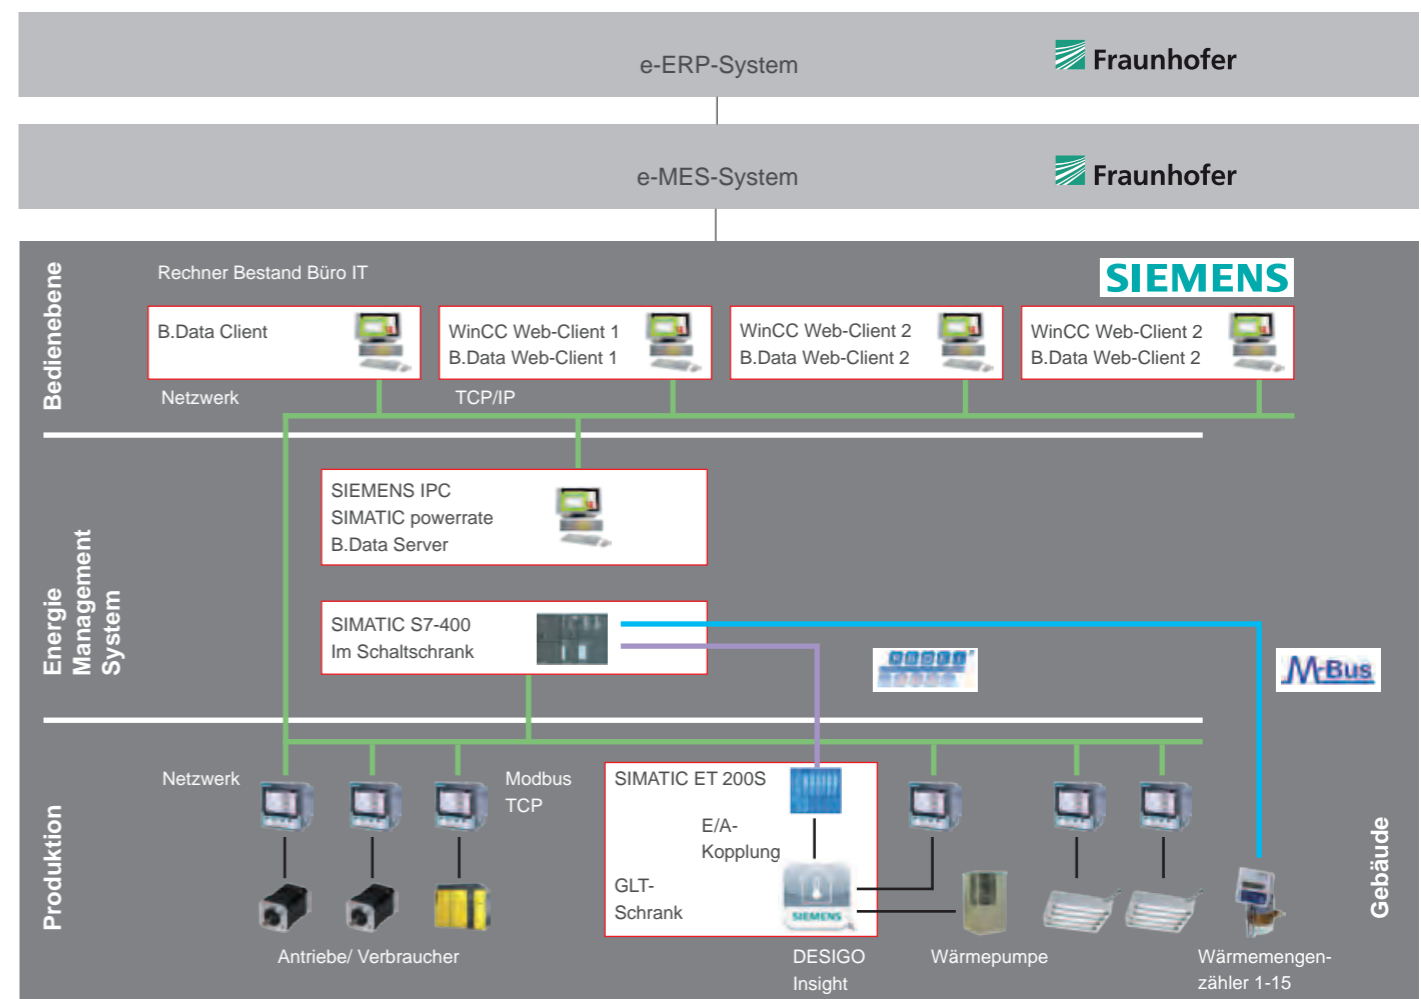 e-ERP-System
Fraunhofer
e-MES-System
Fraunhofer
Bedienebene
Rechner Bestand Büro IT
SIEMENS
B.Data Client
WinCC Web-Client 1
B.Data Web-Client 1
WinCC Web-Client 2
B.Data Web-Client 2
WinCC Web-Client 2
B.Data Web-Client 2
Netzwerk
TCP/IP
Energie
Management
System
SIEMENS IPC
SIMATIC powerrate
B.Data Server
SIMATIC S7-400
Im Schaltschrank
M-Bus
Produktion
Netzwerk
Modbus
TCP
SIMATIC ET 200S
E/A-
Kopplung
GLT-
Schrank
SIEMENS
Gebäude
Antriebe/ Verbraucher
DESIGO
Insight
Wärmepumpe
Wärmemengen-
zähler 1-15